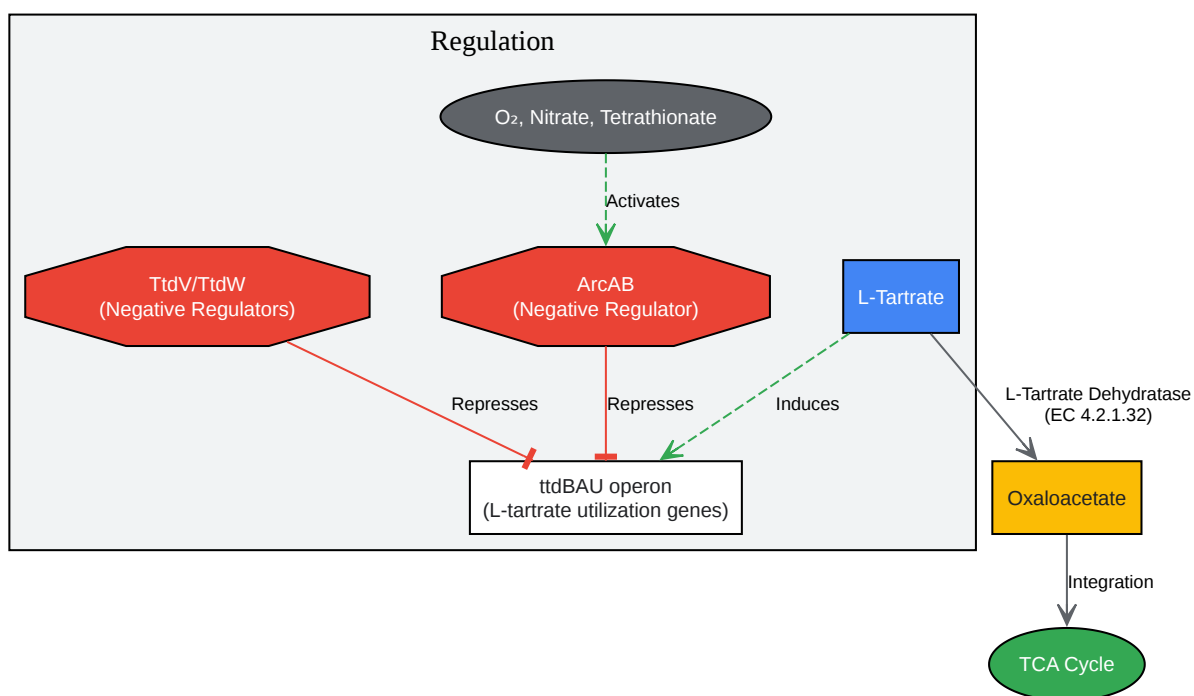 Regulation
O₂, Nitrate, Tetrathionate
Activates
TtdV/TtdW
(Negative Regulators)
ArcAB
(Negative Regulator)
L-Tartrate
Represses
Represses
Induces
L-Tartrate Dehydratase
(EC 4.2.1.32)
ttdBAU operon
(L-tartrate utilization genes)
Oxaloacetate
Integration
TCA Cycle